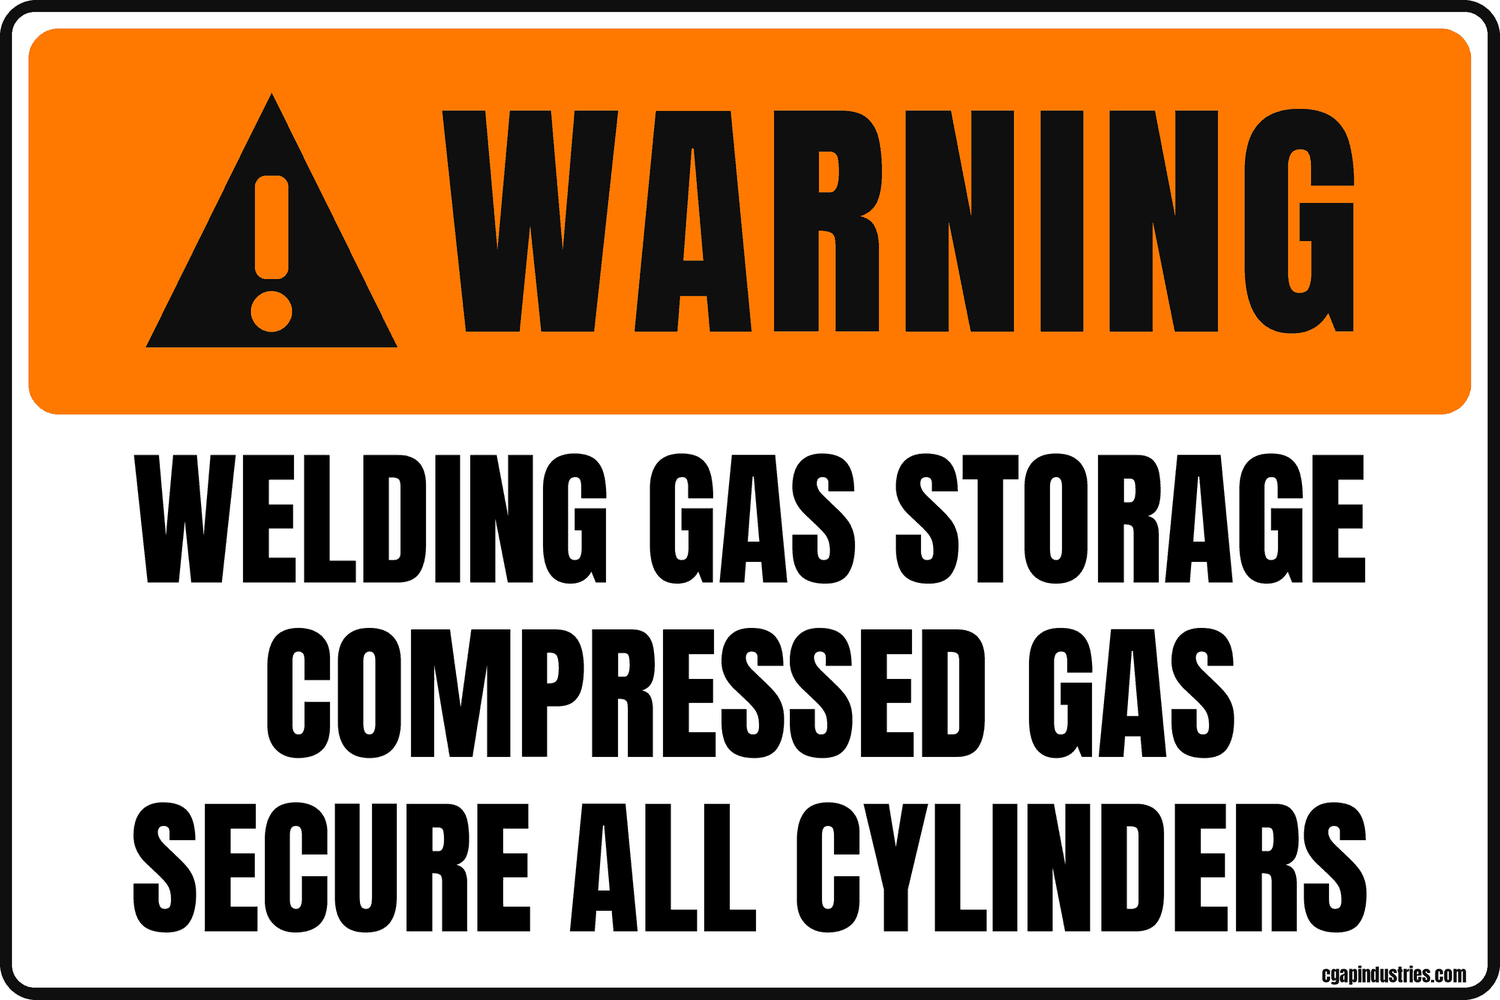 WARNING
WELDING GAS STORAGE
COMPRESSED GAS
SECURE ALL CYLINDERS
cgapindustries.com